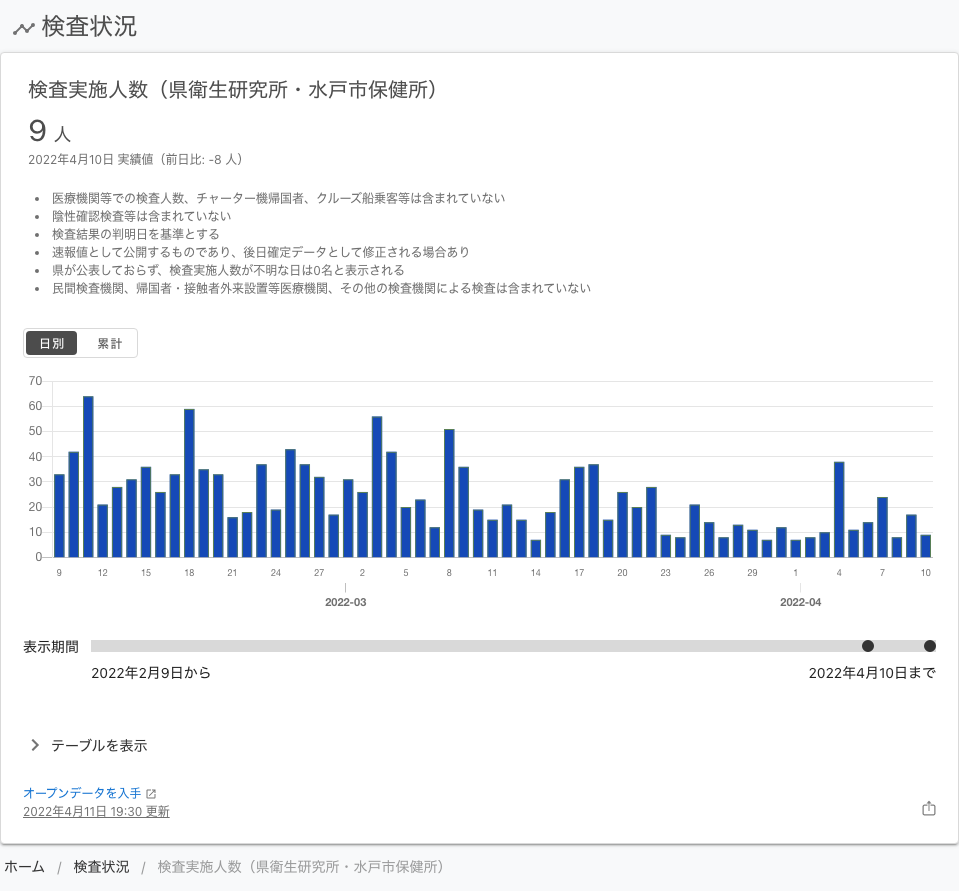 検査状況
検査実施人数（県衛生研究所・水戸市保健所）
9 人
2022年4月10日 実績値（前日比: -8 人）
医療機関等での検査人数、チャーター機帰国者、クルーズ船乗客等は含まれていない
陰性確認検査等は含まれていない
検査結果の判明日を基準とする
速報値として公開するものであり、後日確定データとして修正される場合あり
県が公表しておらず、検査実施人数が不明な日は0名と表示される
民間検査機関、帰国者・接触者外来設置等医療機関、その他の検査機関による検査は含まれていない
日別 累計
70
60
50
40
30
20
10
0
9 12 15 18 21 24 27 2 5 8 11 14 17 20 23 26 29 1 4 7 10
2022-03 2022-04
表示期間
2022年2月9日から 2022年4月10日まで
テーブルを表示
オープンデータを入手
2022年4月11日 19:30 更新
ホーム / 検査状況 / 検査実施人数（県衛生研究所・水戸市保健所）